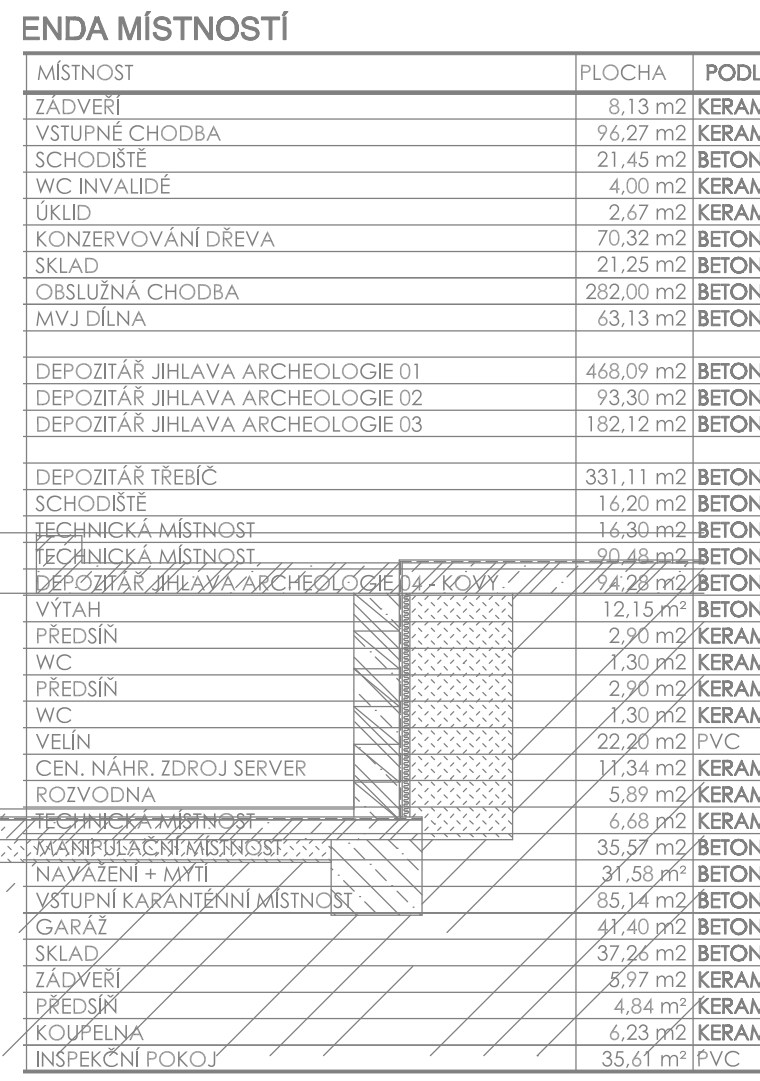 ENDA MÍSTNOSTÍ
MÍSTNOST PLOCHA PODL
ZÁDVEŘÍ 8,13 m2 KERAM
VSTUPNÉ CHODBA 96,27 m2 KERAM
SCHODIŠTĚ 21,45 m2 BETON
WC INVALIDÉ 4,00 m2 KERAM
ÚKLID 2,67 m2 KERAM
KONZERVOVÁNÍ DŘEVA 70,32 m2 BETON
SKLAD 21,25 m2 BETON
OBSLUŽNÁ CHODBA 282,00 m2 BETON
MVJ DÍLNA 63,13 m2 BETON
DEPOZITÁŘ JIHLAVA ARCHEOLOGIE 01 468,09 m2 BETON
DEPOZITÁŘ JIHLAVA ARCHEOLOGIE 02 93,30 m2 BETON
DEPOZITÁŘ JIHLAVA ARCHEOLOGIE 03 182,12 m2 BETON
DEPOZITÁŘ TŘEBÍČ 331,11 m2 BETON
SCHODIŠTĚ 16,20 m2 BETON
TECHNICKÁ MÍSTNOST 16,30 m2 BETON
TECHNICKÁ MÍSTNOST 90,48 m2 BETON
DEPOZITÁŘ JIHLAVA ARCHEOLOGIE 04 - KOVY 94,28 m2 BETON
VÝTAH 12,15 m² BETON
PŘEDSÍŇ 2,90 m2 KERAM
WC 1,30 m2 KERAM
PŘEDSÍŇ 2,90 m2 KERAM
WC 1,30 m2 KERAM
VELÍN 22,20 m2 PVC
CEN. NÁHR. ZDROJ SERVER 11,34 m2 KERAM
ROZVODNA 5,89 m2 KERAM
TECHNICKÁ MÍSTNOST 6,68 m2 KERAM
MANIPULAČNÍ MÍSTNOST 35,57 m2 BETON
NAVÁŽENÍ + MYTÍ 31,58 m² BETON
VSTUPNÍ KARANTÉNNÍ MÍSTNOST 85,14 m2 BETON
GARÁŽ 41,40 m2 BETON
SKLAD 37,26 m2 BETON
ZÁDVEŘÍ 5,97 m2 KERAM
PŘEDSÍŇ 4,84 m² KERAM
KOUPELNA 6,23 m2 KERAM
INSPEKČNÍ POKOJ 35,61 m² PVC